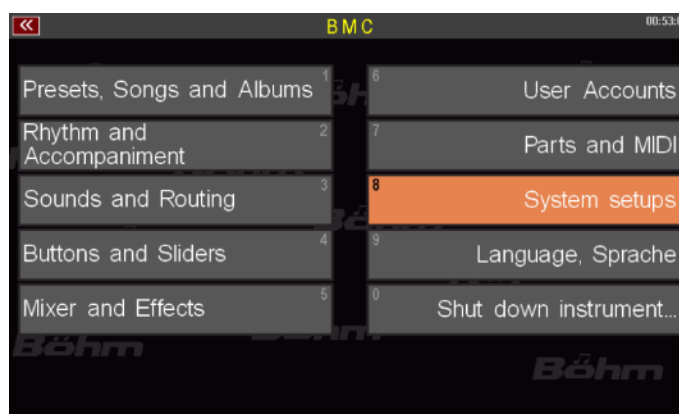 BMC
00:53:
Presets, Songs and Albums 1
6 User Accounts
Rhythm and 2
Accompaniment
7 Parts and MIDI
Sounds and Routing 3
8 System setups
Buttons and Sliders 4
9 Language, Sprache
Mixer and Effects 5
0 Shut down instrument...
Böhm
Böhm